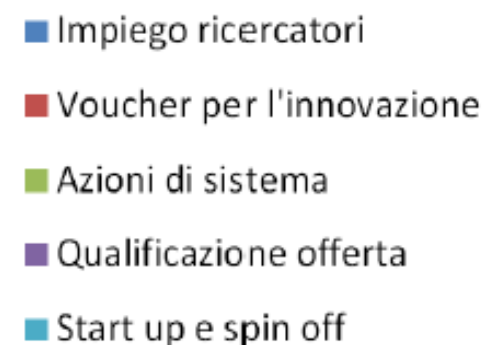 Impiego ricercatori
Voucher per l'innovazione
Azioni di sistema
Qualificazione offerta
Start up e spin off